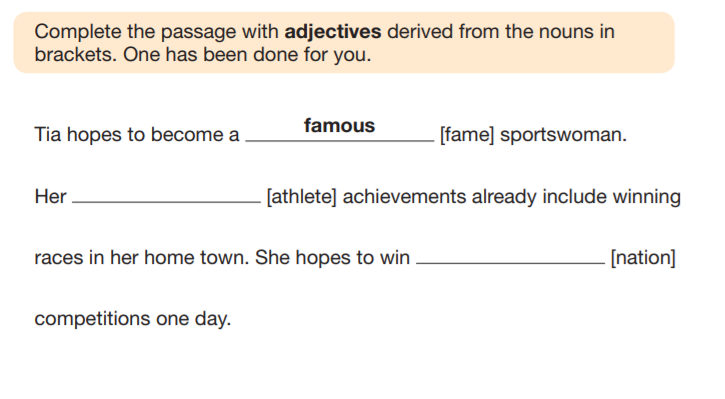 Complete the passage with adjectives derived from the nouns in
brackets. One has been done for you.
Tia hopes to become a famous [fame] sportswoman.
Her [athlete] achievements already include winning
races in her home town. She hopes to win [nation]
competitions one day.